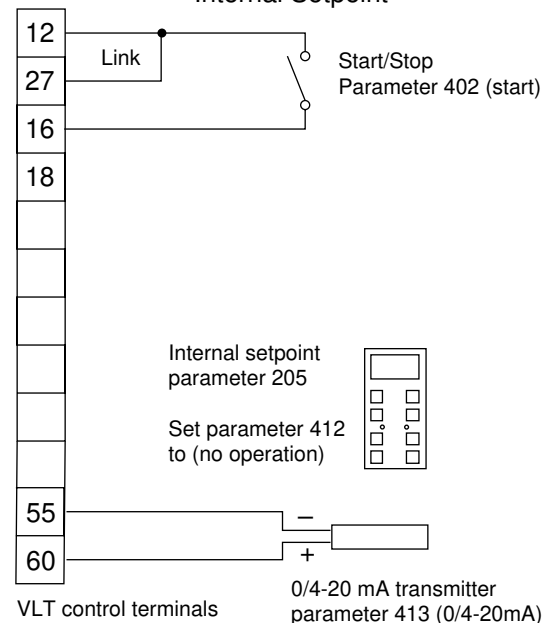 Internal Setpoint
12
27
16
18
Link
Start/Stop
Parameter 402 (start)
Internal setpoint
parameter 205
Set parameter 412
to (no operation)
55
60
–
+
0/4-20 mA transmitter
parameter 413 (0/4-20mA)
VLT control terminals